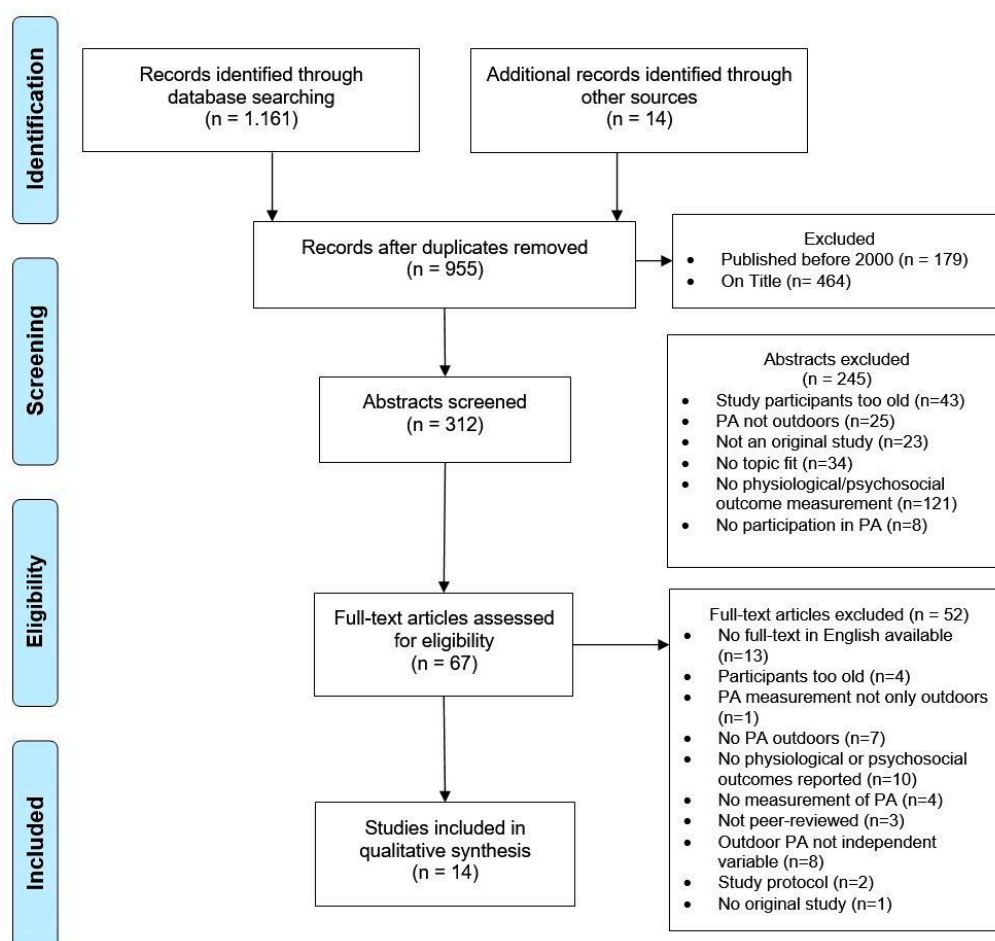 Identification
Records identified through
database searching
(n = 1.161)
Additional records identified through
other sources
(n = 14)
Records after duplicates removed
(n = 955)
Excluded
• Published before 2000 (n = 179)
• On Title (n= 464)
Screening
Abstracts screened
(n = 312)
Abstracts excluded
(n = 245)
• Study participants too old (n=43)
• PA not outdoors (n=25)
• Not an original study (n=23)
• No topic fit (n=34)
• No physiological/psychosocial
outcome measurement (n=121)
• No participation in PA (n=8)
Eligibility
Full-text articles assessed
for eligibility
(n = 67)
Full-text articles excluded (n = 52)
• No full-text in English available
(n=13)
• Participants too old (n=4)
• PA measurement not only outdoors
(n=1)
• No PA outdoors (n=7)
• No physiological or psychosocial
outcomes reported (n=10)
• No measurement of PA (n=4)
• Not peer-reviewed (n=3)
• Outdoor PA not independent
variable (n=8)
• Study protocol (n=2)
• No original study (n=1)
Included
Studies included in
qualitative synthesis
(n = 14)